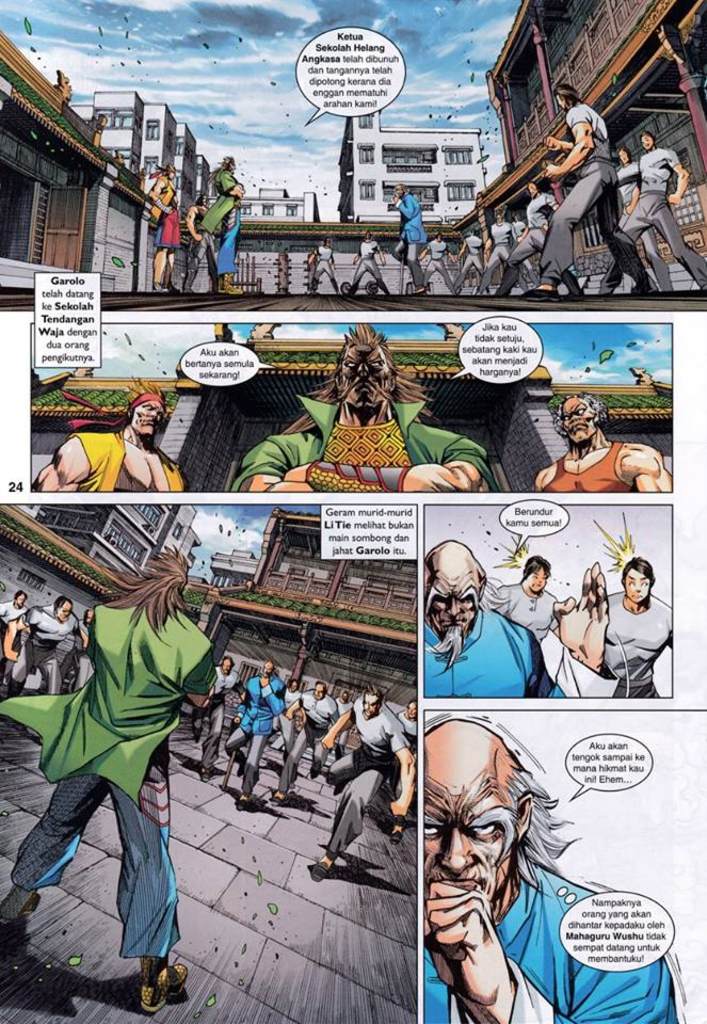 Ketua
Sekolah Helang
Angkasa telah dibunuh
dan tangannya telah
dipotong kerana dia
enggan mematuhi
arahan kami!
Garolo
telah datang
ke Sekolah
Tendangan
Waja dengan
dua orang
pengikutnya.
Aku akan
bertanya semula
sekarang!
Jika kau
tidak setuju,
sebatang kaki kau
akan menjadi
harganya!
24
Geram murid-murid
Li Tie melihat bukan
main sombong dan
jahat Garolo itu.
Berundur
kamu semua!
Aku akan
tengok sampai ke
mana hikmat kau
ini! Ehem...
Nampaknya
orang yang akan
dihantar kepadaku oleh
Mahaguru Wushu tidak
sempat datang untuk
membantuku!